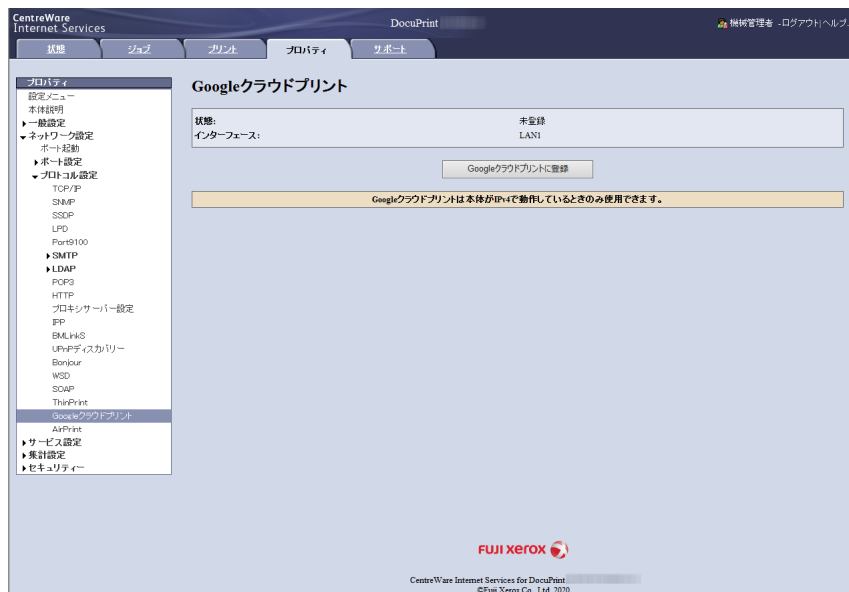 CentreWare
Internet Services
DocuPrint
機械管理者 -ログアウト|ヘルプ
状態
ジョブ
プリント
プロパティ
サポート
プロパティ
設定メニュー
本体説明
一般設定
ネットワーク設定
ポート起動
ポート設定
プロトコル設定
TCP/IP
SNMP
SSDP
LPD
Port9100
SMTP
LDAP
POP3
HTTP
プロキシサーバー設定
IPP
BMLinkS
UPnPディスカバリー
Bonjour
WSD
SOAP
ThinPrint
Googleクラウドプリント
AirPrint
サービス設定
集計設定
セキュリティー
Googleクラウドプリント
状態: 未登録
インターフェース: LAN1
Googleクラウドプリントに登録
Googleクラウドプリントは本体がIPv4で動作しているときのみ使用できます。
FUJI XEROX
CentreWare Internet Services for DocuPrint
©Fuji Xerox Co., Ltd. 2020